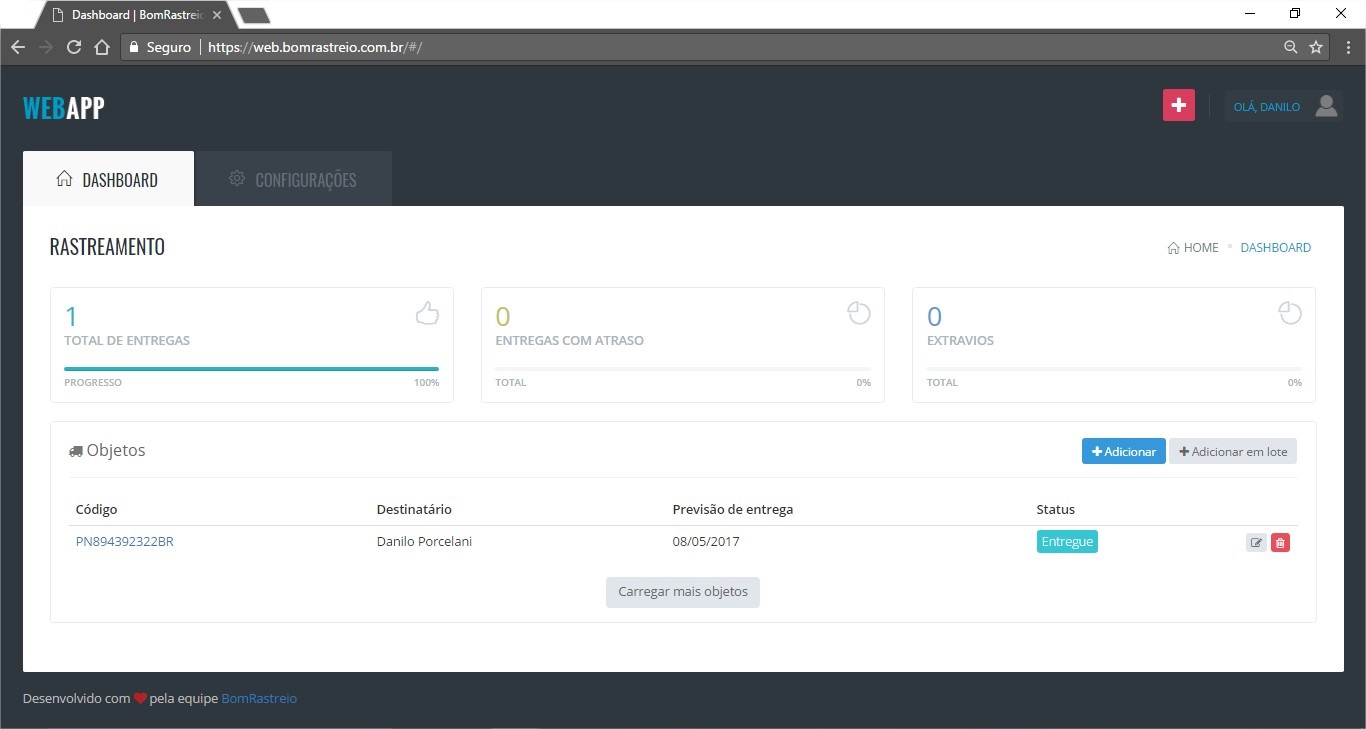 Dashboard | BomRastreio
Seguro
https://web.bomrastreio.com.br/#/
WEBAPP
OLÁ, DANILO
DASHBOARD
CONFIGURAÇÕES
RASTREAMENTO
HOME
DASHBOARD
1
TOTAL DE ENTREGAS
PROGRESSO 100%
0
ENTREGAS COM ATRASO
TOTAL 0%
0
EXTRAVIOS
TOTAL 0%
Objetos
Adicionar
Adicionar em lote
Código Destinatário Previsão de entrega Status
PN894392322BR Danilo Porcelani 08/05/2017 Entregue
Carregar mais objetos
Desenvolvido com ❤ pela equipe BomRastreio